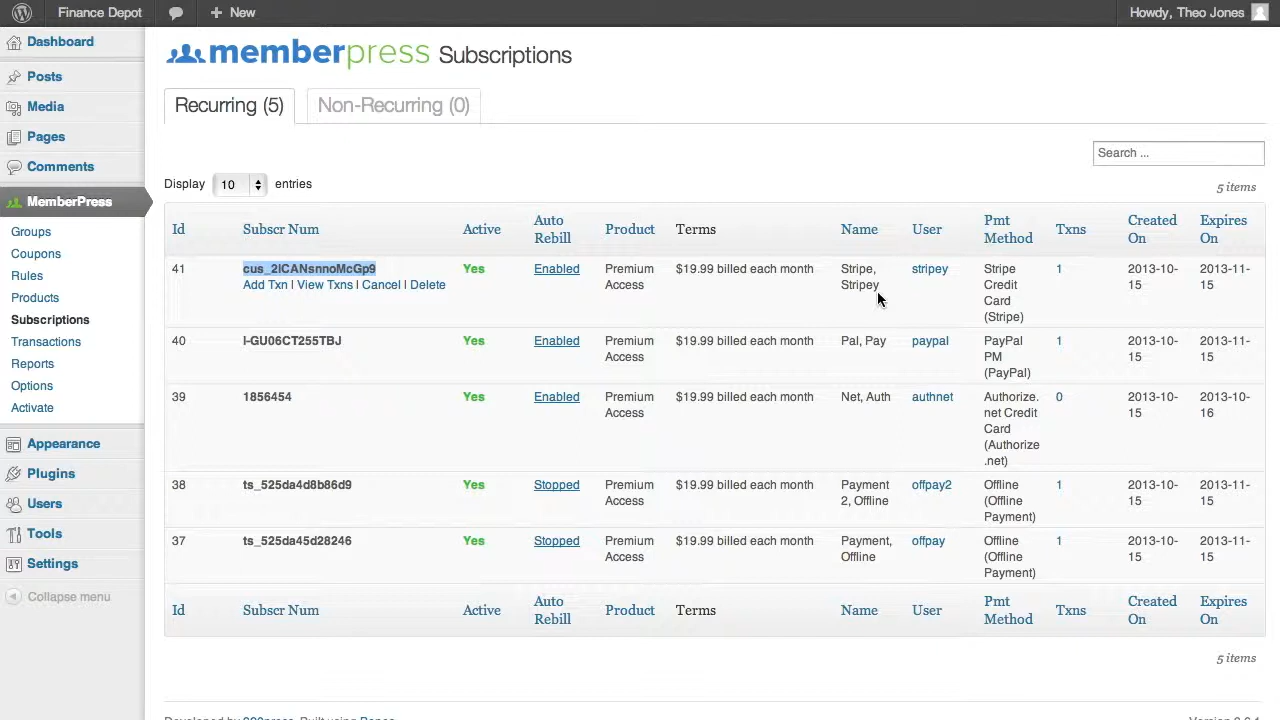 Finance Depot
New
Howdy, Theo Jones
Dashboard
Posts
Media
Pages
Comments
MemberPress
Groups
Coupons
Rules
Products
Subscriptions
Transactions
Reports
Options
Activate
Appearance
Plugins
Users
Tools
Settings
Collapse menu
memberpress Subscriptions
Recurring (5)
Non-Recurring (0)
Search ...
Display 10 entries
5 items
Id Subscr Num Active Auto Rebill Product Terms Name User Pmt Method Txns Created On Expires On
41 cus_2lCANsnnoMcGp9 Yes Enabled Premium Access $19.99 billed each month Stripe, Stripey stripey Stripe Credit Card (Stripe) 1 2013-10-15 2013-11-15
Add Txn | View Txns | Cancel | Delete
40 I-GU06CT255TBJ Yes Enabled Premium Access $19.99 billed each month Pal, Pay paypal PayPal PM (PayPal) 1 2013-10-15 2013-11-15
39 1856454 Yes Enabled Premium Access $19.99 billed each month Net, Auth authnet Authorize.net Credit Card (Authorize.net) 0 2013-10-15 2013-10-16
38 ts_525da4d8b86d9 Yes Stopped Premium Access $19.99 billed each month Payment 2, Offline offpay2 Offline (Offline Payment) 1 2013-10-15 2013-11-15
37 ts_525da45d28246 Yes Stopped Premium Access $19.99 billed each month Payment, Offline offpay Offline (Offline Payment) 1 2013-10-15 2013-11-15
Id Subscr Num Active Auto Rebill Product Terms Name User Pmt Method Txns Created On Expires On
5 items